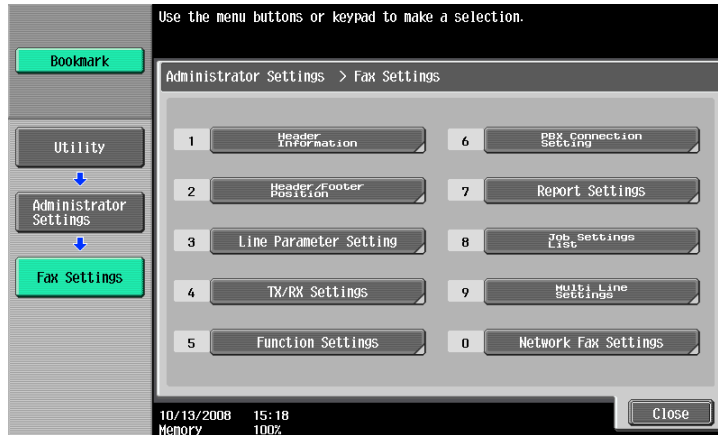 Use the menu buttons or keypad to make a selection.
Bookmark
Utility
Administrator
Settings
Fax Settings
Administrator Settings > Fax Settings
1 Header
Information
2 Header/Footer
Position
3 Line Parameter Setting
4 TX/RX Settings
5 Function Settings
6 PBX Connection
Setting
7 Report Settings
8 Job Settings
List
9 Multi Line
Settings
0 Network Fax Settings
10/13/2008 15:18
Memory 100%
Close